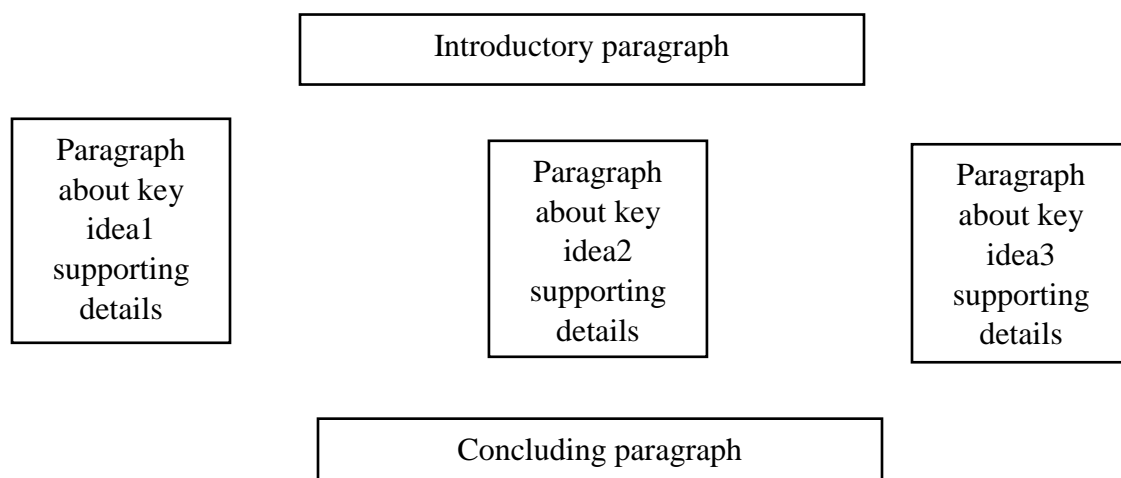 Introductory paragraph
Paragraph
about key
idea1
supporting
details
Paragraph
about key
idea2
supporting
details
Paragraph
about key
idea3
supporting
details
Concluding paragraph